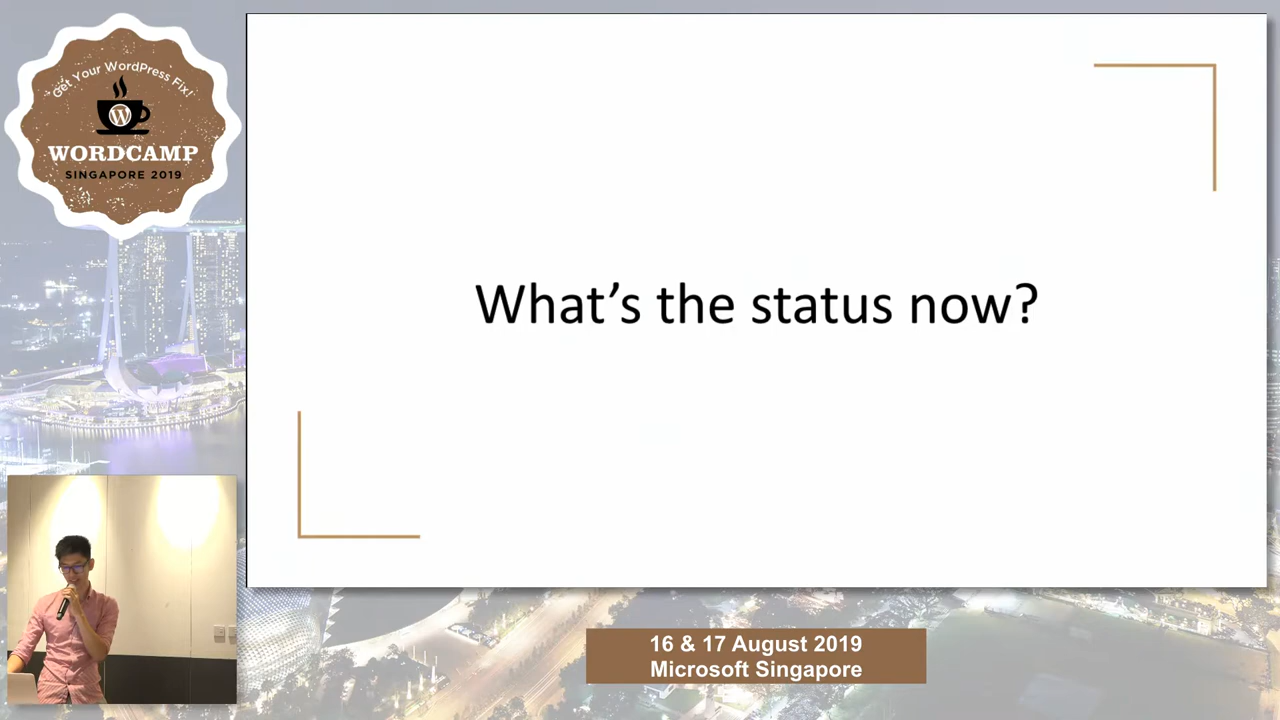 Get Your WordPress Fix!
W
WORDCAMP
SINGAPORE 2019
What's the status now?
16 & 17 August 2019
Microsoft Singapore